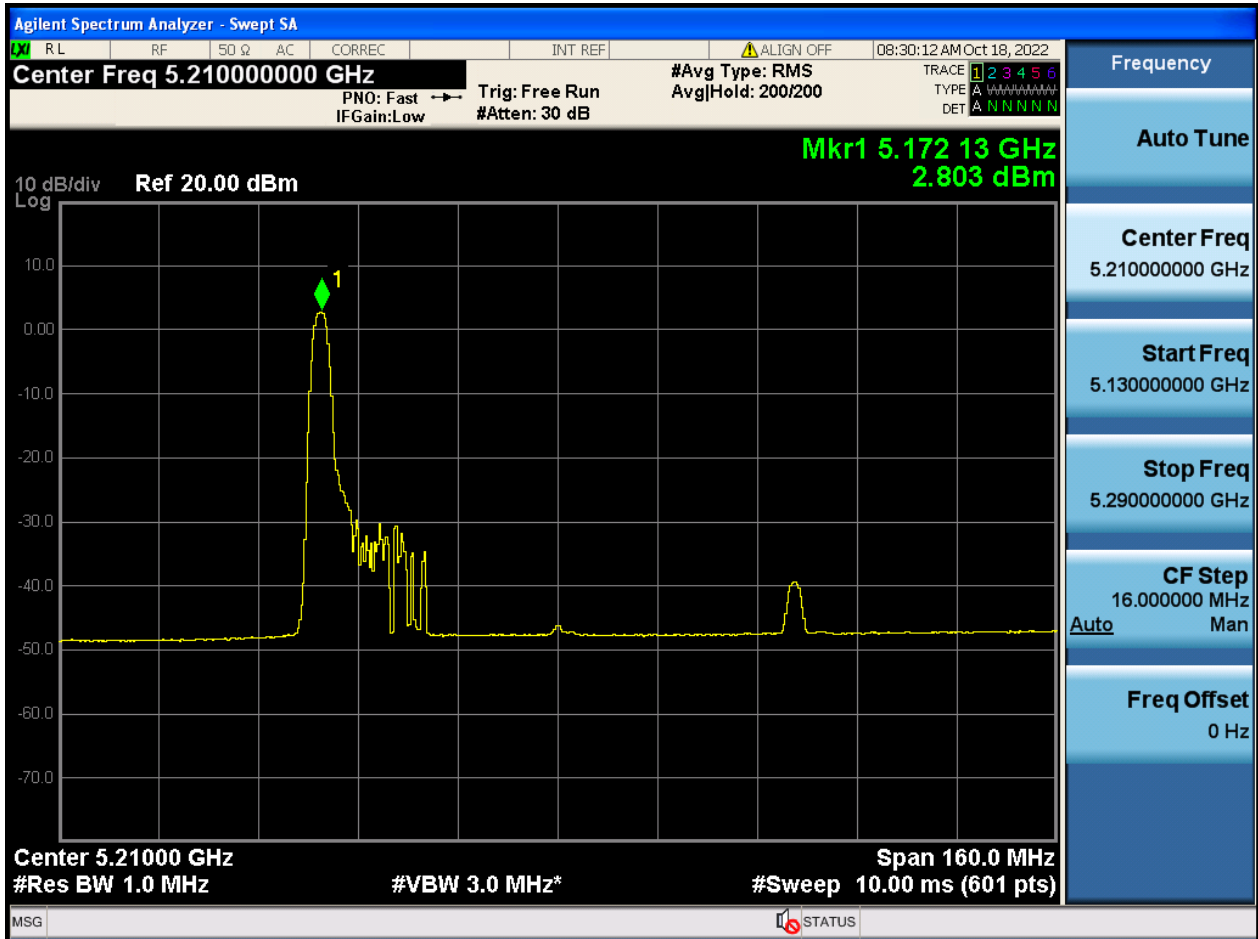 Agilent Spectrum Analyzer - Swept SA
LXI RL RF 50 Ω AC CORREC INT REF ALIGN OFF 08:30:12 AM Oct 18, 2022
Center Freq 5.210000000 GHz
PNO: Fast
IFGain:Low
Trig: Free Run
#Atten: 30 dB
#Avg Type: RMS
Avg|Hold: 200/200
TRACE 1 2 3 4 5 6
TYPE A WWWWWW
DET A N N N N N
Mkr1 5.172 13 GHz
2.803 dBm
10 dB/div Ref 20.00 dBm
Log
10.0
0.00
-10.0
-20.0
-30.0
-40.0
-50.0
-60.0
-70.0
1
Center 5.21000 GHz Span 160.0 MHz
#Res BW 1.0 MHz #VBW 3.0 MHz* #Sweep 10.00 ms (601 pts)
MSG STATUS
Frequency
Auto Tune
Center Freq
5.210000000 GHz
Start Freq
5.130000000 GHz
Stop Freq
5.290000000 GHz
CF Step
16.000000 MHz
Auto Man
Freq Offset
0 Hz